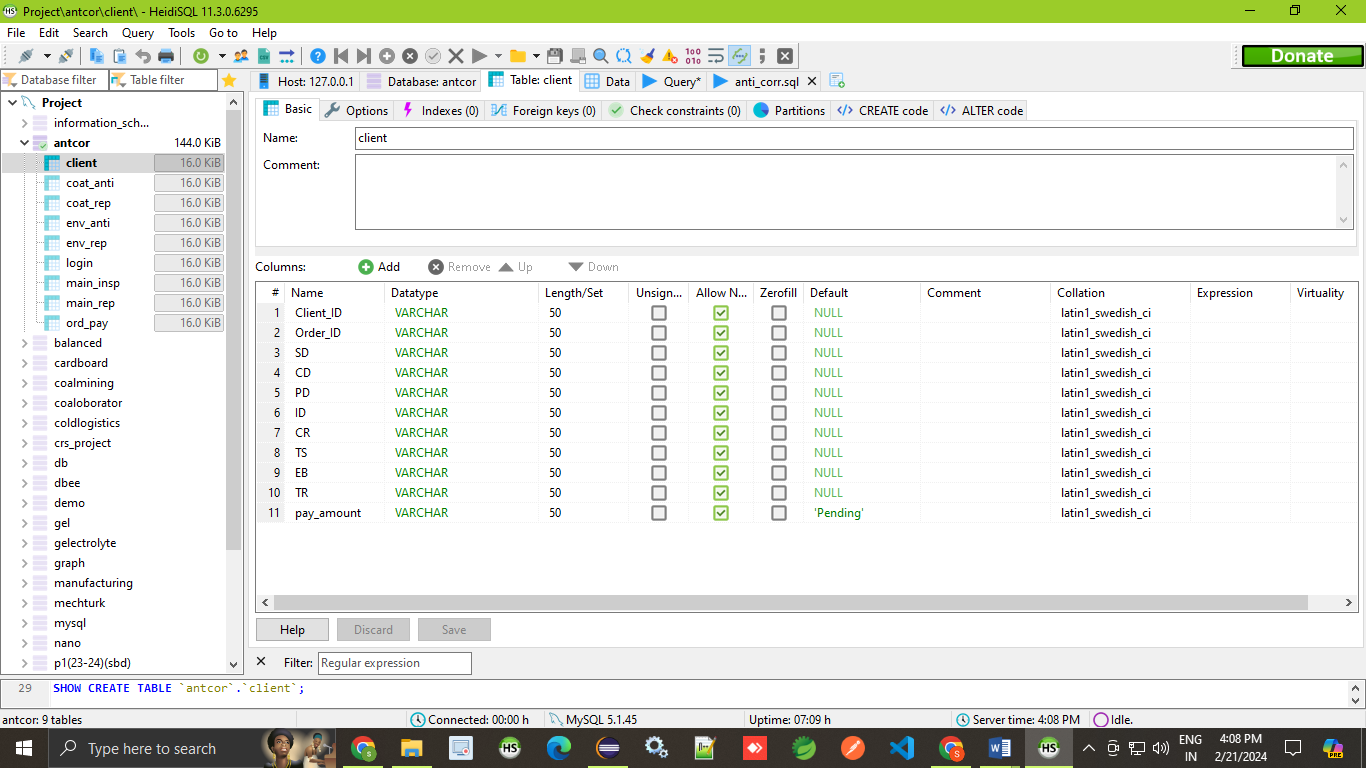 Project\antcor\client\ - HeidiSQL 11.3.0.6295
File Edit Search Query Tools Go to Help
Donate
Database filter Table filter
Host: 127.0.0.1 Database: antcor Table: client Data Query* anti_corr.sql
Project
information_sch...
antcor 144.0 KiB
client 16.0 KiB
coat_anti 16.0 KiB
coat_rep 16.0 KiB
env_anti 16.0 KiB
env_rep 16.0 KiB
login 16.0 KiB
main_insp 16.0 KiB
main_rep 16.0 KiB
ord_pay 16.0 KiB
balanced
cardboard
coalmining
coaloborator
coldlogistics
crs_project
db
dbee
demo
gel
gelectrolyte
graph
manufacturing
mechturk
mysql
nano
p1(23-24)(sbd)
Basic Options Indexes (0) Foreign keys (0) Check constraints (0) Partitions CREATE code ALTER code
Name: client
Comment:
Columns: Add Remove Up Down
# Name Datatype Length/Set Unsign... Allow N... Zerofill Default Comment Collation Expression Virtuality
1 Client_ID VARCHAR 50 NULL latin1_swedish_ci
2 Order_ID VARCHAR 50 NULL latin1_swedish_ci
3 SD VARCHAR 50 NULL latin1_swedish_ci
4 CD VARCHAR 50 NULL latin1_swedish_ci
5 PD VARCHAR 50 NULL latin1_swedish_ci
6 ID VARCHAR 50 NULL latin1_swedish_ci
7 CR VARCHAR 50 NULL latin1_swedish_ci
8 TS VARCHAR 50 NULL latin1_swedish_ci
9 EB VARCHAR 50 NULL latin1_swedish_ci
10 TR VARCHAR 50 NULL latin1_swedish_ci
11 pay_amount VARCHAR 50 'Pending' latin1_swedish_ci
Help Discard Save
Filter: Regular expression
29 SHOW CREATE TABLE `antcor`.`client`;
antcor: 9 tables Connected: 00:00 h MySQL 5.1.45 Uptime: 07:09 h Server time: 4:08 PM Idle.
Type here to search
ENG
IN
4:08 PM
2/21/2024